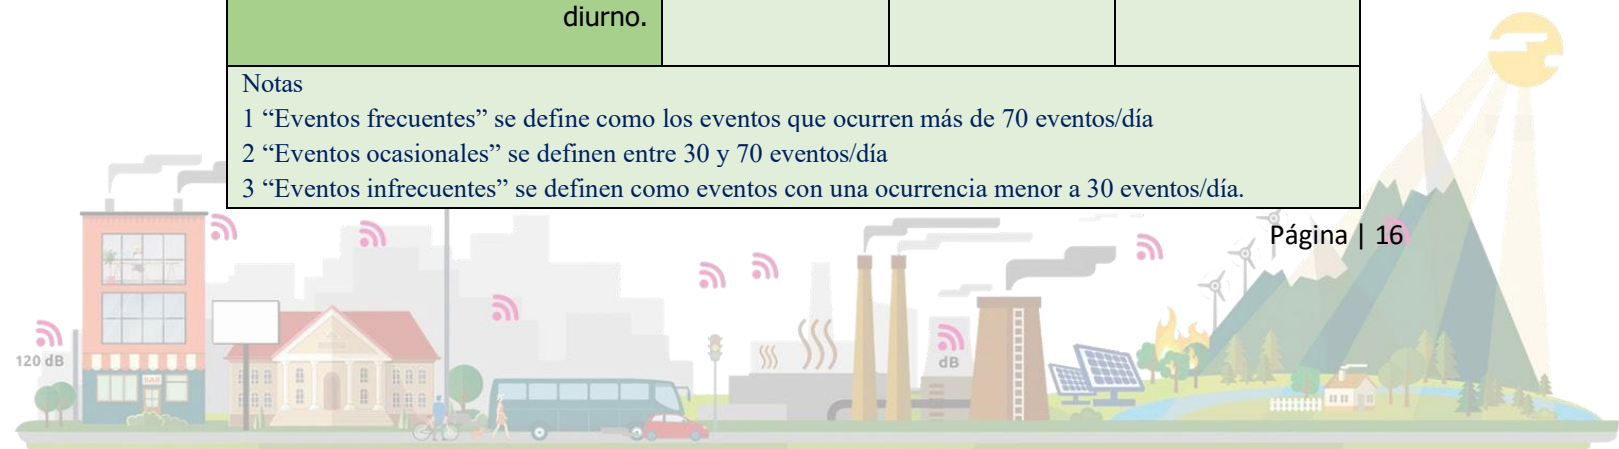 diurno.
Notas
1 “Eventos frecuentes” se define como los eventos que ocurren más de 70 eventos/día
2 “Eventos ocasionales” se definen entre 30 y 70 eventos/día
3 “Eventos infrecuentes” se definen como eventos con una ocurrencia menor a 30 eventos/día.
Página | 16
120 dB
BAR
dB